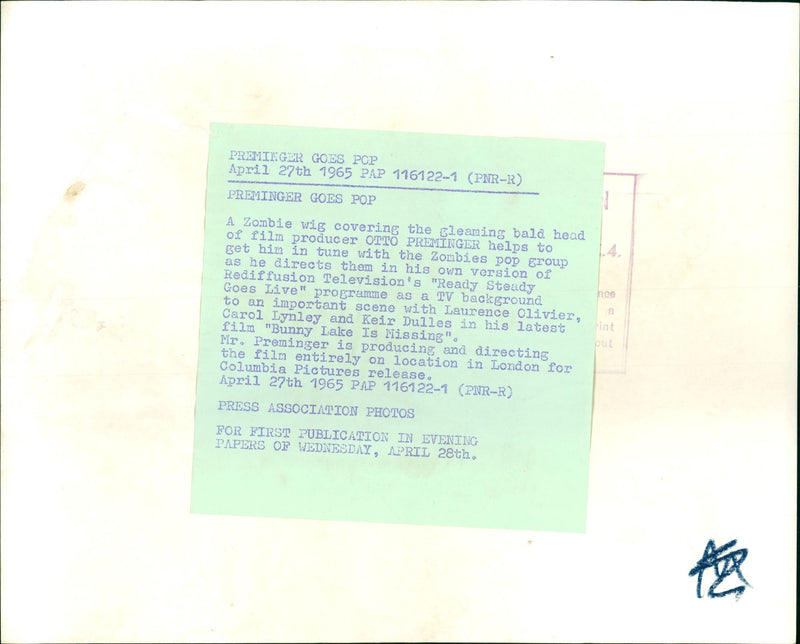 PREMINGER GOES POP
April 27th 1965 PAP 116122-1 (PNR-R)
PREMINGER GOES POP
A Zombie wig covering the gleaming bald head
of film producer OTTO PREMINGER helps to
get him in tune with the Zombies pop group
as he directs them in his own version of
Rediffusion Television's "Ready Steady
Goes Live" programme as a TV background
to an important scene with Laurence Olivier,
Carol Lynley and Keir Dulles in his latest
film "Bunny Lake Is Missing".
Mr. Preminger is producing and directing
the film entirely on location in London for
Columbia Pictures release.
April 27th 1965 PAP 116122-1 (PNR-R)
PRESS ASSOCIATION PHOTOS
FOR FIRST PUBLICATION IN EVENING
PAPERS OF WEDNESDAY, APRIL 28th.
N
.4.
nce
a
rint
out